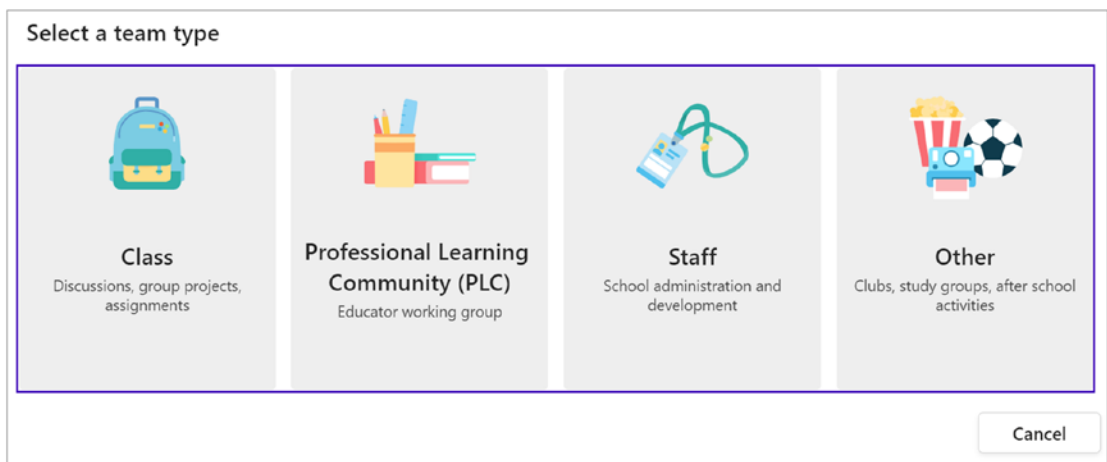 Select a team type
Class
Discussions, group projects,
assignments
Professional Learning
Community (PLC)
Educator working group
Staff
School administration and
development
Other
Clubs, study groups, after school
activities
Cancel